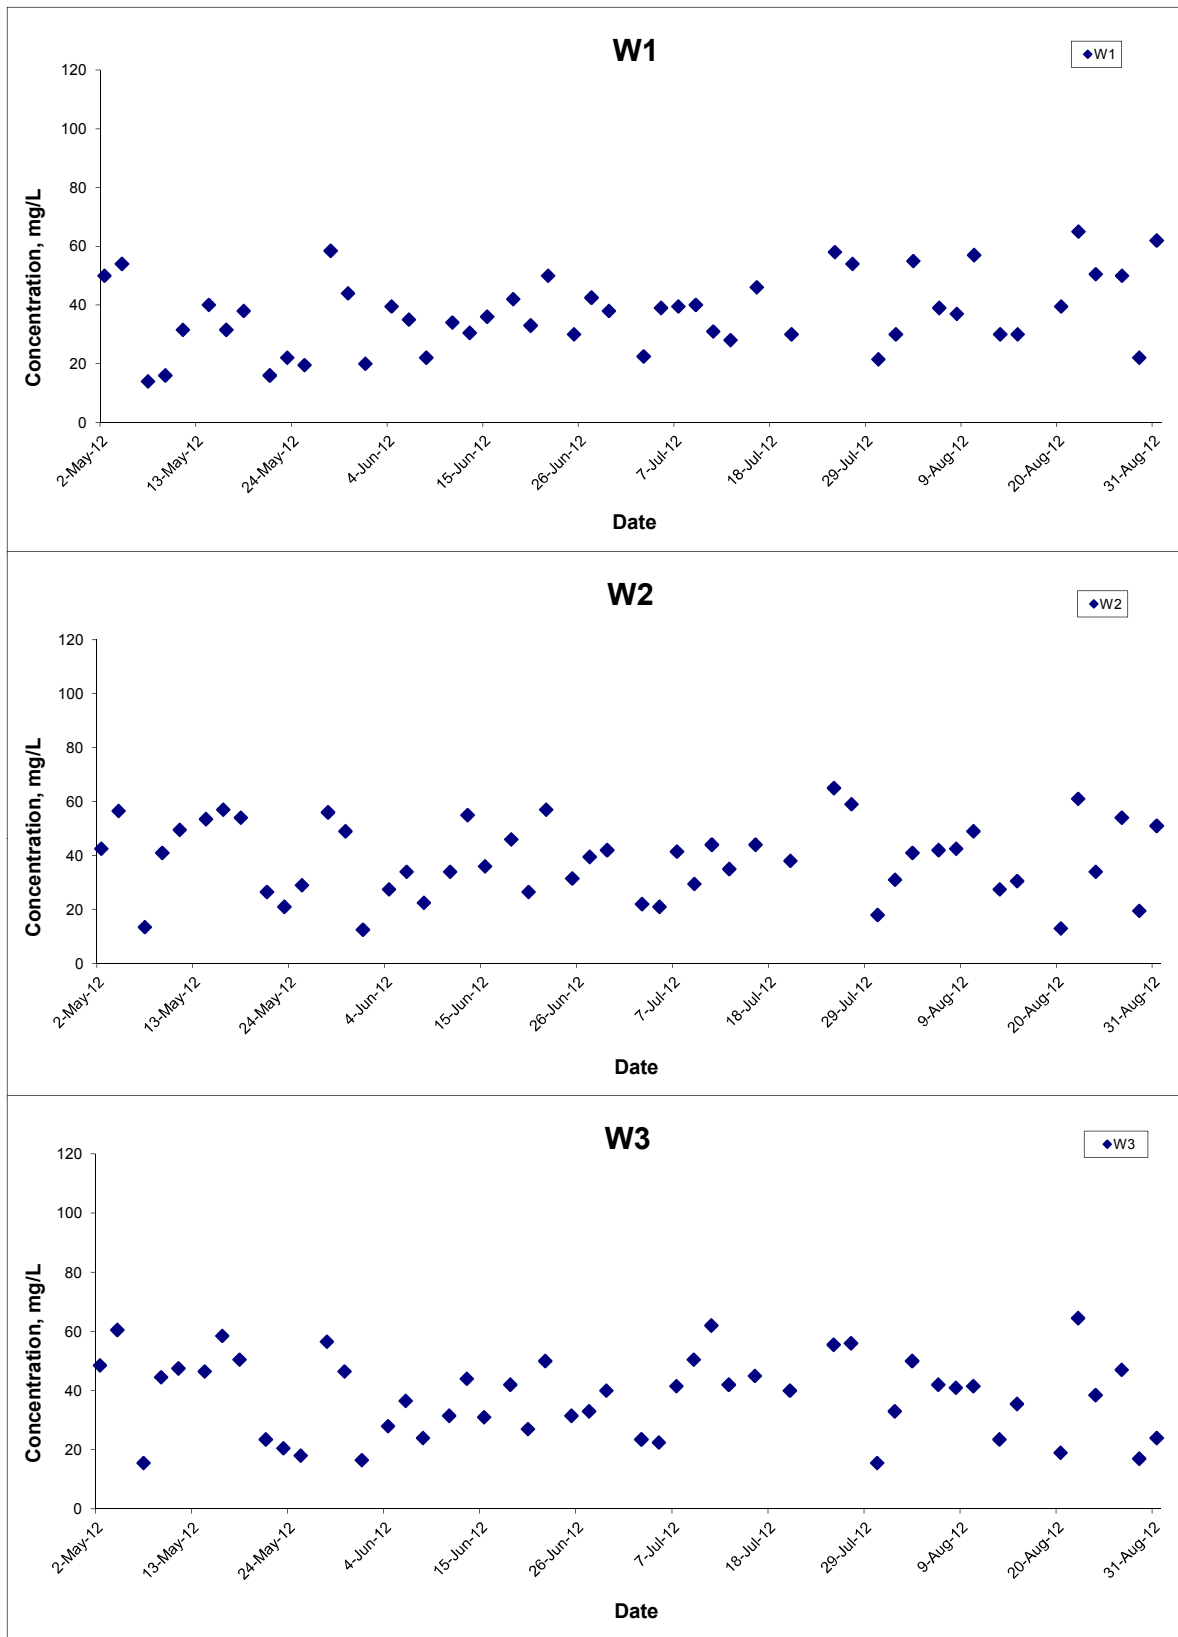 W1
W1
120
100
80
60
40
20
0
Concentration, mg/L
2-May-12 13-May-12 24-May-12 4-Jun-12 15-Jun-12 26-Jun-12 7-Jul-12 18-Jul-12 29-Jul-12 9-Aug-12 20-Aug-12 31-Aug-12
Date
W2
W2
120
100
80
60
40
20
0
Concentration, mg/L
2-May-12 13-May-12 24-May-12 4-Jun-12 15-Jun-12 26-Jun-12 7-Jul-12 18-Jul-12 29-Jul-12 9-Aug-12 20-Aug-12 31-Aug-12
Date
W3
W3
120
100
80
60
40
20
0
Concentration, mg/L
2-May-12 13-May-12 24-May-12 4-Jun-12 15-Jun-12 26-Jun-12 7-Jul-12 18-Jul-12 29-Jul-12 9-Aug-12 20-Aug-12 31-Aug-12
Date